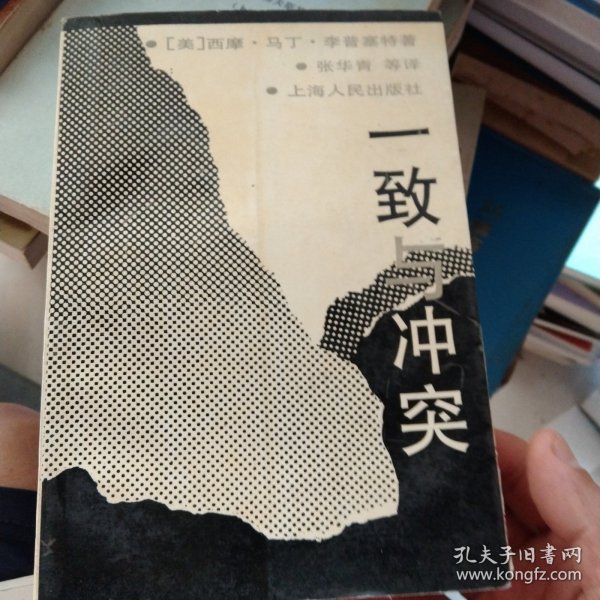 [美]西摩·马丁·李普塞特著
张华青 等译
上海人民出版社
一致与冲突
孔夫子旧书网
www.kongfz.com